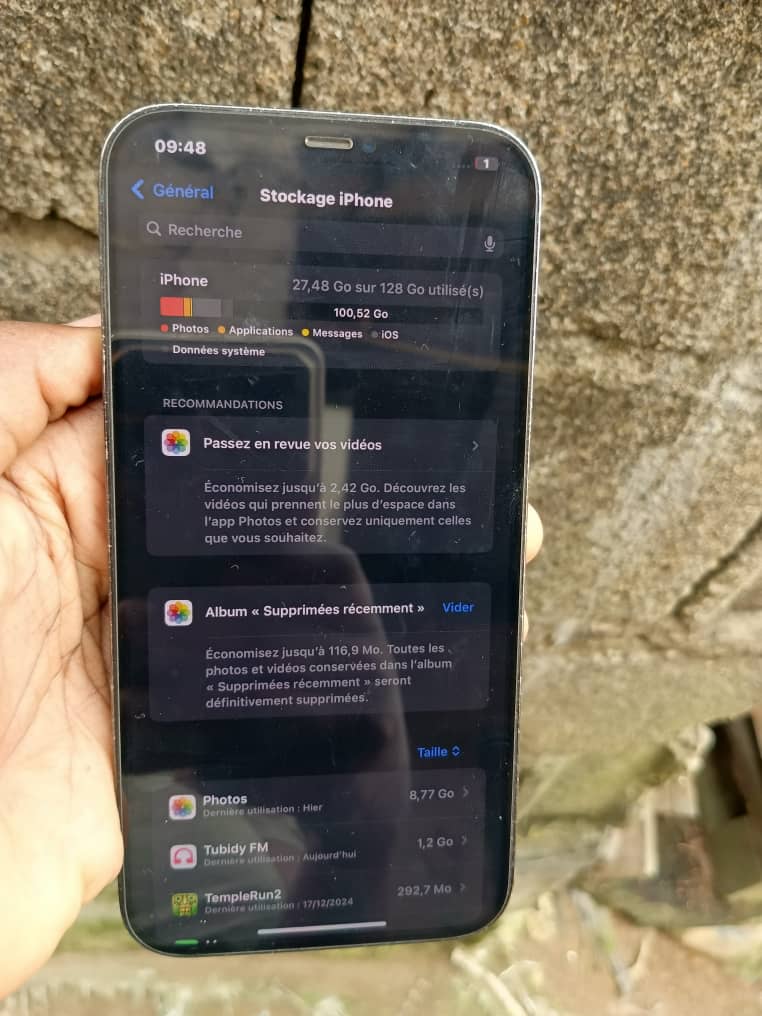 09:48
1
Général
Stockage iPhone
Recherche
iPhone
27,48 Go sur 128 Go utilisé(s)
100,52 Go
Photos Applications Messages iOS
Données système
RECOMMANDATIONS
Passez en revue vos vidéos
Économisez jusqu'à 2,42 Go. Découvrez les
vidéos qui prennent le plus d'espace dans
l'app Photos et conservez uniquement celles
que vous souhaitez.
Album « Supprimées récemment » Vider
Économisez jusqu'à 116,9 Mo. Toutes les
photos et vidéos conservées dans l'album
« Supprimées récemment » seront
définitivement supprimées.
Taille
Photos 8,77 Go
Dernière utilisation : Hier
Tubidy FM 1,2 Go
Dernière utilisation : Aujourd'hui
TempleRun2 292,7 Mo
Dernière utilisation : 17/12/2024